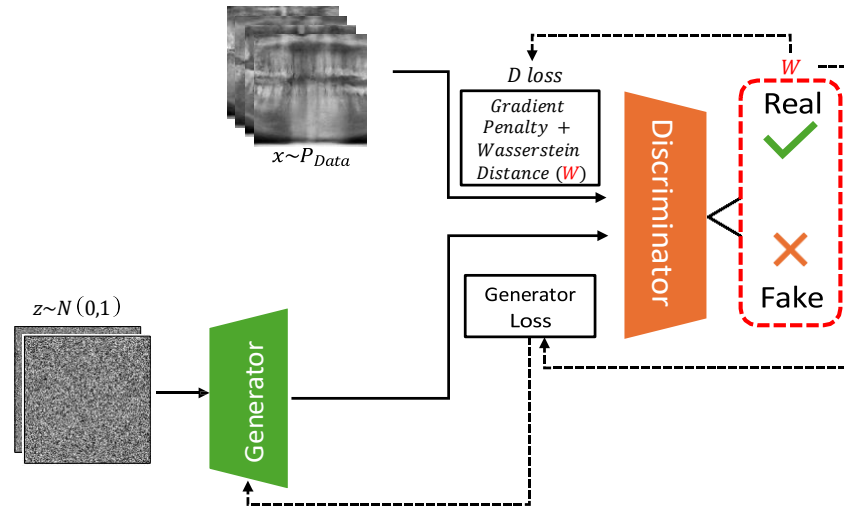 W
D loss
Gradient
Penalty +
Wasserstein
Distance (W)
Real
x~P_Data
Discriminator
z~N(0,1)
Generator
Loss
Fake
Generator